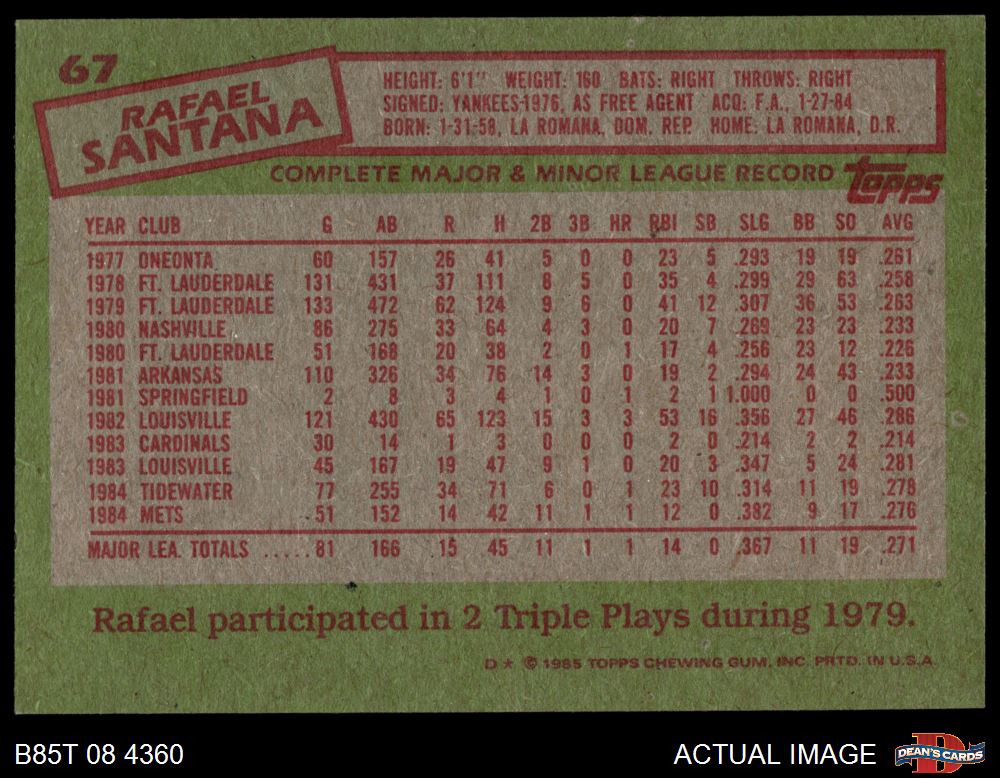 67
RAFAEL
SANTANA
HEIGHT: 6'1" WEIGHT: 160 BATS: RIGHT THROWS: RIGHT
SIGNED: YANKEES-1976, AS FREE AGENT ACQ: F.A., 1-27-84
BORN: 1-31-58, LA ROMANA, DOM. REP. HOME: LA ROMANA, D.R.
COMPLETE MAJOR & MINOR LEAGUE RECORD topps
YEAR CLUB G AB R H 2B 3B HR RBI SB SLG BB SO AVG
1977 ONEONTA 60 157 26 41 5 0 0 23 5 .293 19 19 .261
1978 FT. LAUDERDALE 131 431 37 111 8 5 0 35 4 .299 29 63 .258
1979 FT. LAUDERDALE 133 472 62 124 9 6 0 41 12 .307 36 53 .263
1980 NASHVILLE 86 275 33 64 4 3 0 20 7 .269 23 23 .233
1980 FT. LAUDERDALE 51 168 20 38 2 0 1 17 4 .256 23 12 .226
1981 ARKANSAS 110 326 34 76 14 3 0 19 2 .294 24 43 .233
1981 SPRINGFIELD 2 8 3 4 1 0 1 2 1 1.000 0 0 .500
1982 LOUISVILLE 121 430 65 123 15 3 3 53 16 .356 27 46 .286
1983 CARDINALS 30 14 1 3 0 0 0 2 0 .214 2 2 .214
1983 LOUISVILLE 45 167 19 47 9 1 0 20 3 .347 5 24 .281
1984 TIDEWATER 77 255 34 71 6 0 1 23 10 .314 11 19 .278
1984 METS 51 152 14 42 11 1 1 12 0 .382 9 17 .276
MAJOR LEA. TOTALS .....81 166 15 45 11 1 1 14 0 .367 11 19 .271
Rafael participated in 2 Triple Plays during 1979.
D★ © 1985 TOPPS CHEWING GUM, INC. PRTD. IN U.S.A.
B85T 08 4360 ACTUAL IMAGE DEAN'S CARDS